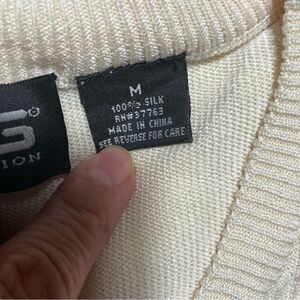 M
100% SILK
RN#37763
MADE IN CHINA
SEE REVERSE FOR CARE